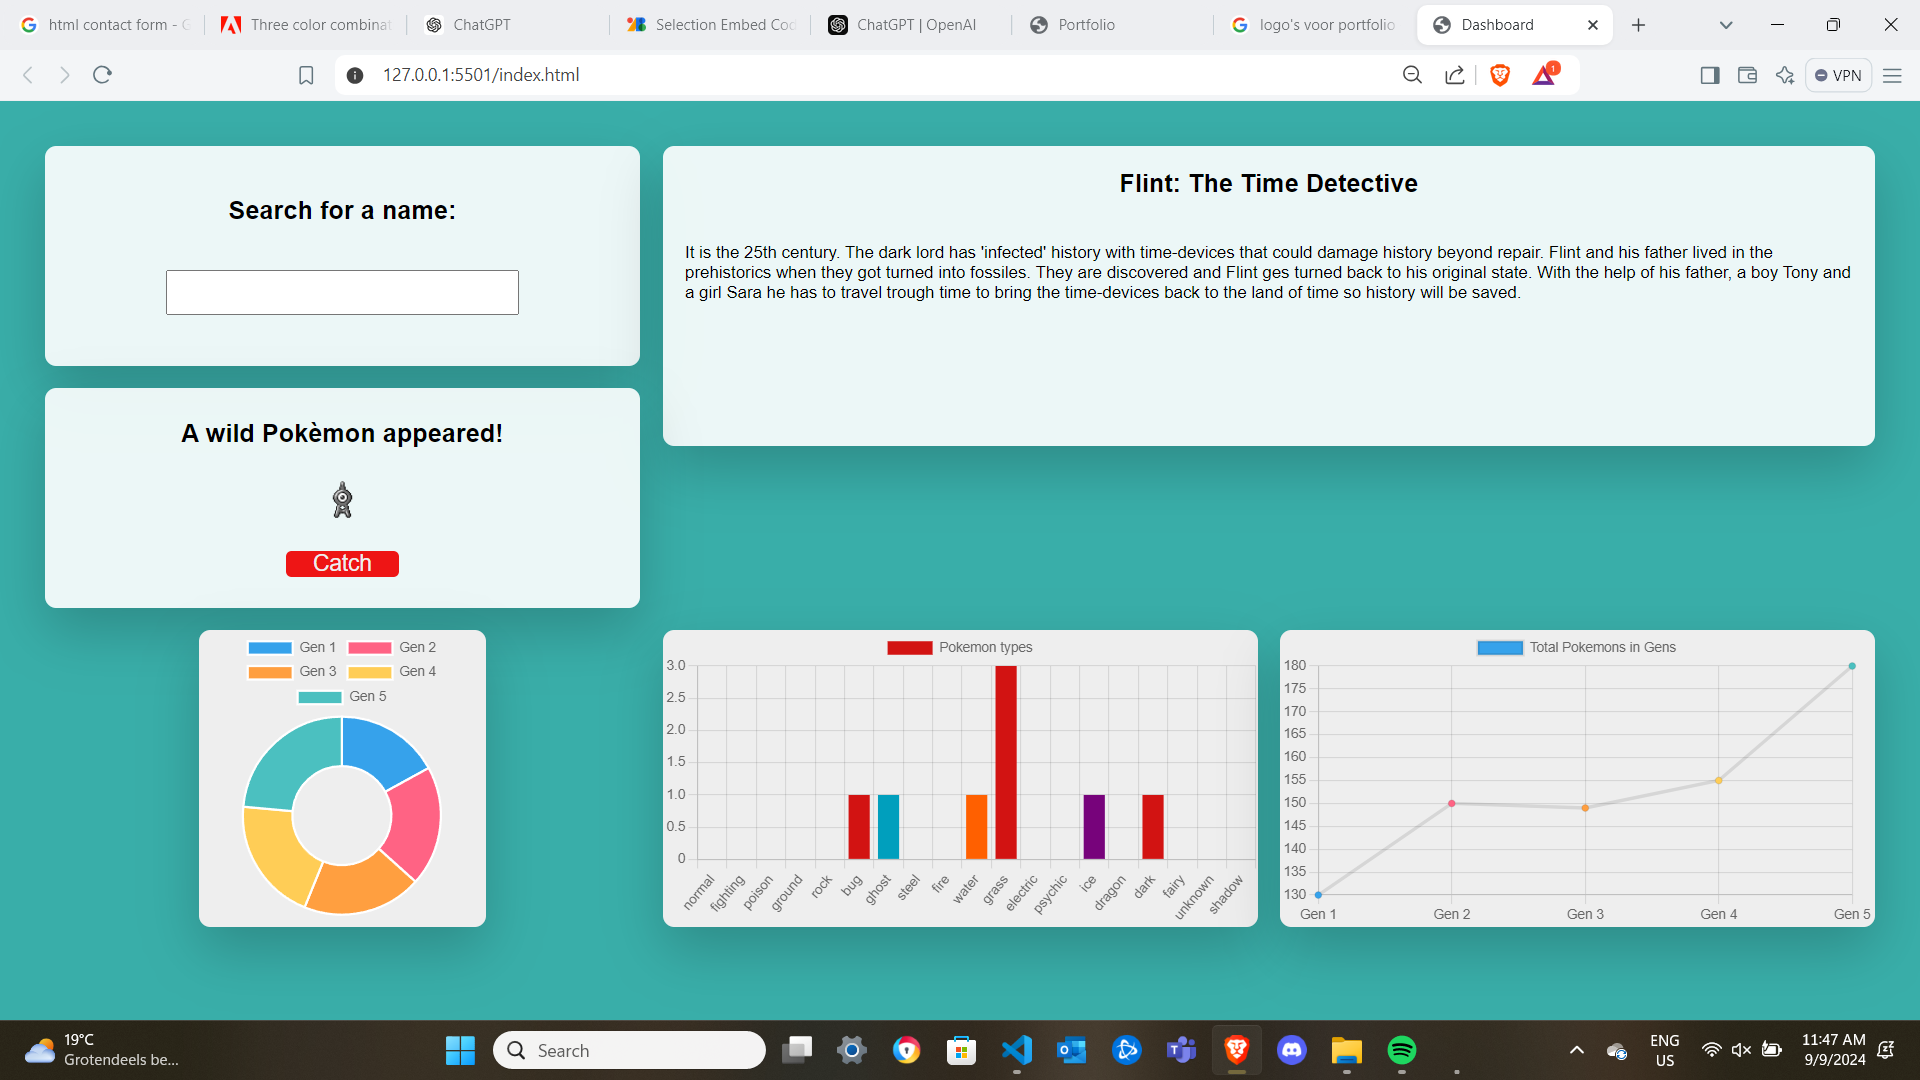 html contact form - G
Three color combinat
ChatGPT
Selection Embed Cod
ChatGPT | OpenAI
Portfolio
logo's voor portfolio
Dashboard
127.0.0.1:5501/index.html
1
VPN
Search for a name:
Flint: The Time Detective
It is the 25th century. The dark lord has 'infected' history with time-devices that could damage history beyond repair. Flint and his father lived in the
prehistorics when they got turned into fossiles. They are discovered and Flint ges turned back to his original state. With the help of his father, a boy Tony and
a girl Sara he has to travel trough time to bring the time-devices back to the land of time so history will be saved.
A wild Pokèmon appeared!
Catch
Gen 1 Gen 2
Gen 3 Gen 4
Gen 5
Pokemon types
3.0
2.5
2.0
1.5
1.0
0.5
0
normal
fighting
poison
ground
rock
bug
ghost
steel
fire
water
grass
electric
psychic
ice
dragon
dark
fairy
unknown
shadow
Total Pokemons in Gens
180
175
170
165
160
155
150
145
140
135
130
Gen 1 Gen 2 Gen 3 Gen 4 Gen 5
19°C
Grotendeels be...
Search
ENG
US
11:47 AM
9/9/2024